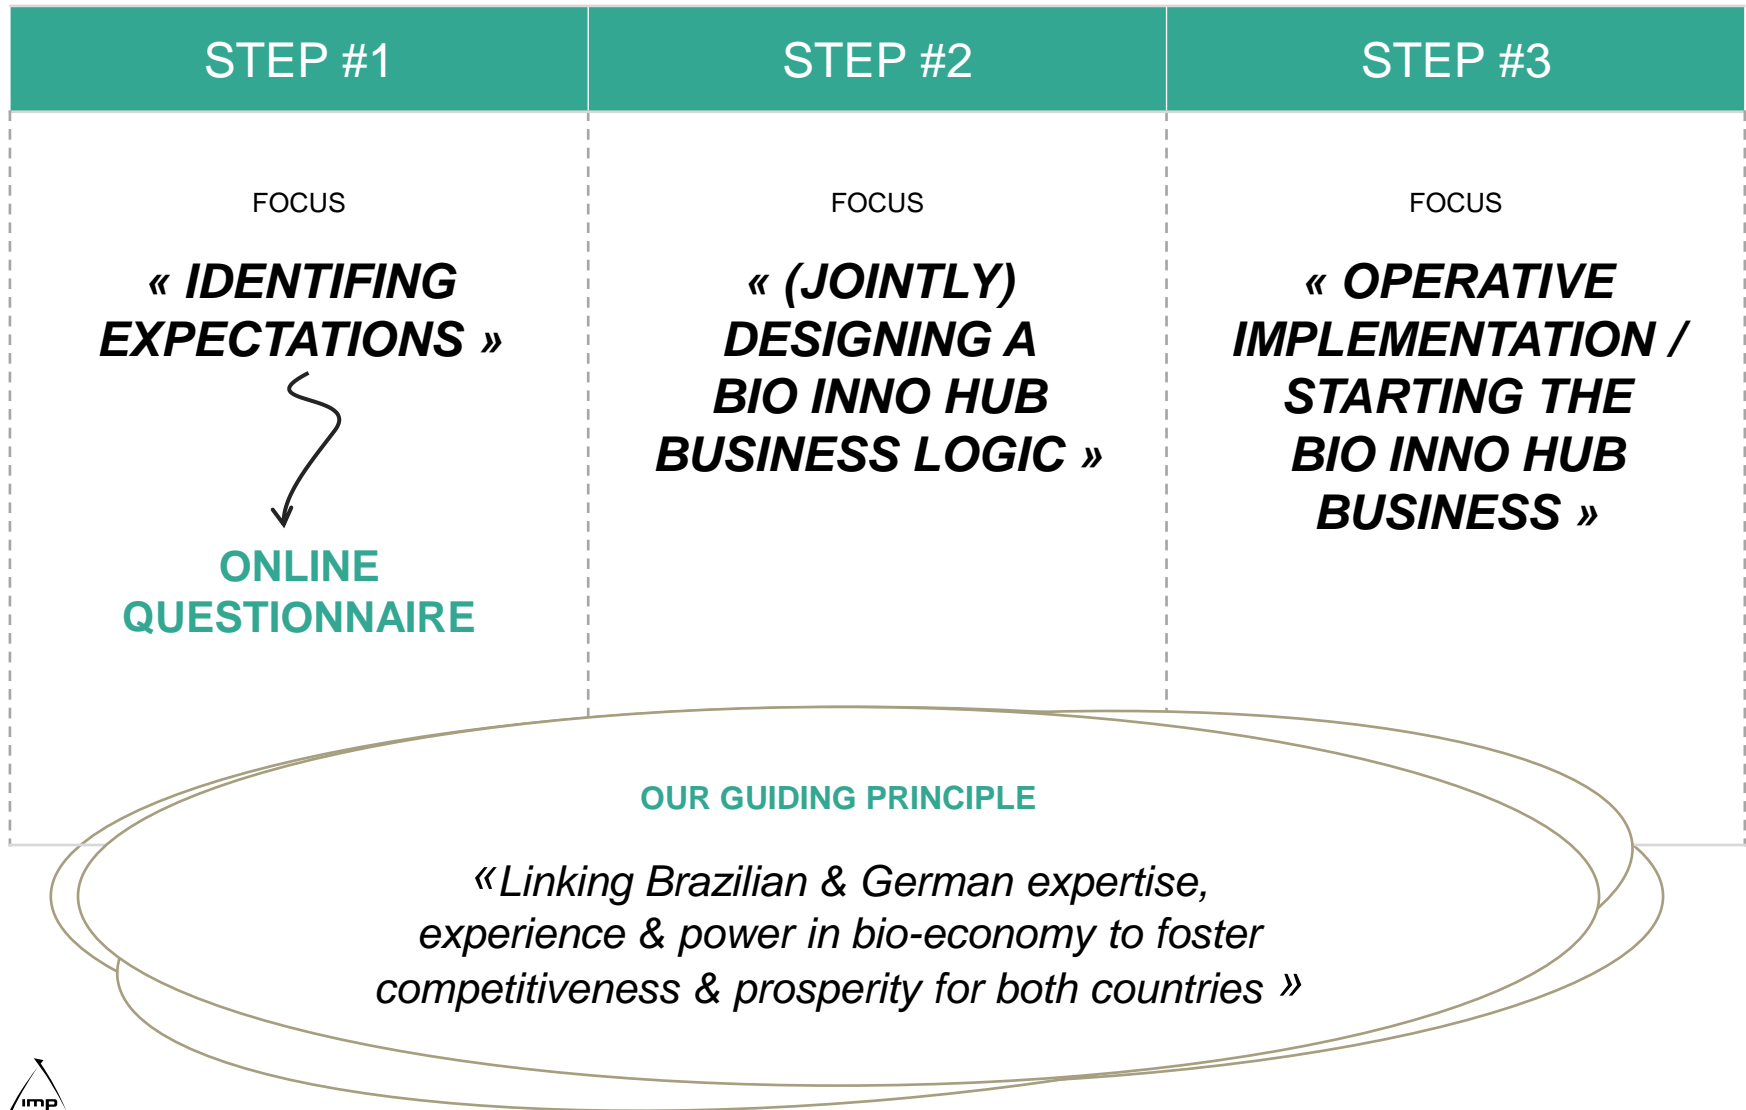 STEP #1
STEP #2
STEP #3
FOCUS
« IDENTIFING
EXPECTATIONS »
ONLINE
QUESTIONNAIRE
FOCUS
« (JOINTLY)
DESIGNING A
BIO INNO HUB
BUSINESS LOGIC »
FOCUS
« OPERATIVE
IMPLEMENTATION /
STARTING THE
BIO INNO HUB
BUSINESS »
OUR GUIDING PRINCIPLE
«Linking Brazilian & German expertise,
experience & power in bio-economy to foster
competitiveness & prosperity for both countries »
imp